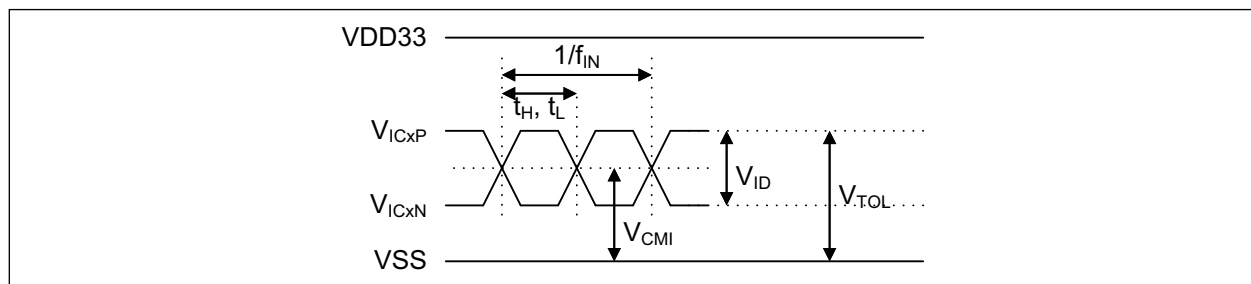 VDD33
1/fIN
tH, tL
VICxP
VID
VTOL
VICxN
VCMI
VSS